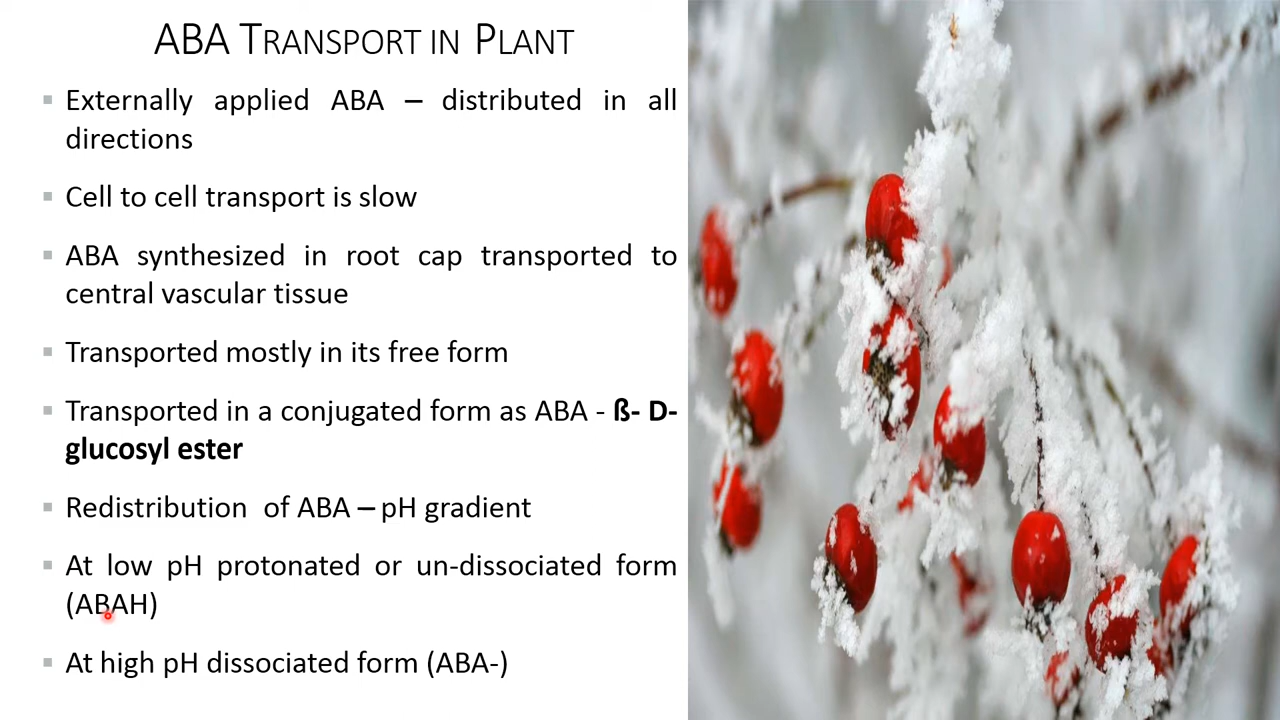 ABA TRANSPORT IN PLANT
Externally applied ABA – distributed in all
directions
Cell to cell transport is slow
ABA synthesized in root cap transported to
central vascular tissue
Transported mostly in its free form
Transported in a conjugated form as ABA - ß- D-
glucosyl ester
Redistribution of ABA – pH gradient
At low pH protonated or un-dissociated form
(ABAH)
At high pH dissociated form (ABA-)